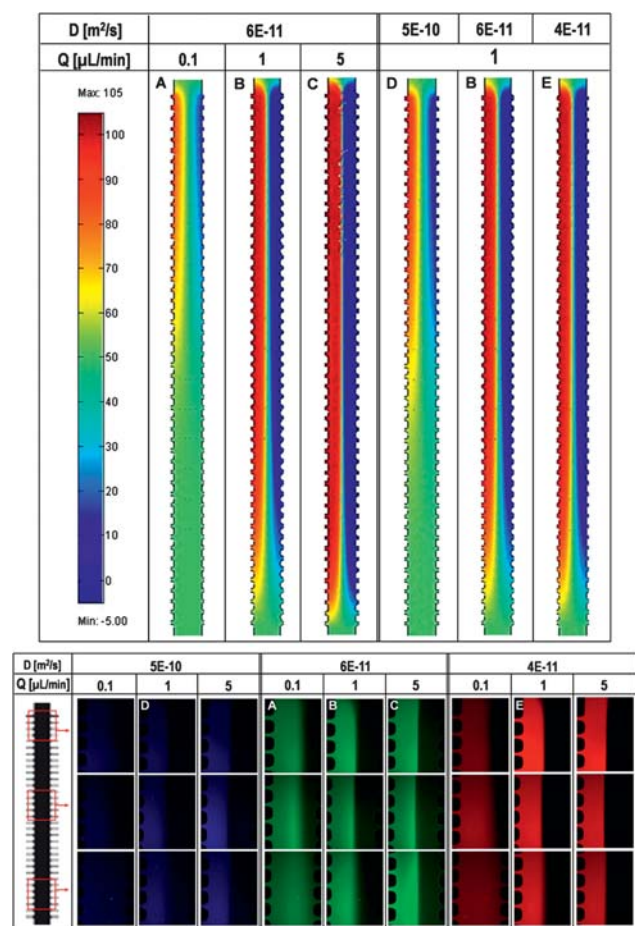 D [m²/s] 6E-11 5E-10 6E-11 4E-11
Q [µL/min] 0.1 1 5 1
Max: 105 A B C D B E
100
90
80
70
60
50
40
30
20
10
0
Min: -5.00
D [m²/s] 5E-10 6E-11 4E-11
Q [µL/min] 0.1 1 5 0.1 1 5 0.1 1 5
D A B C E